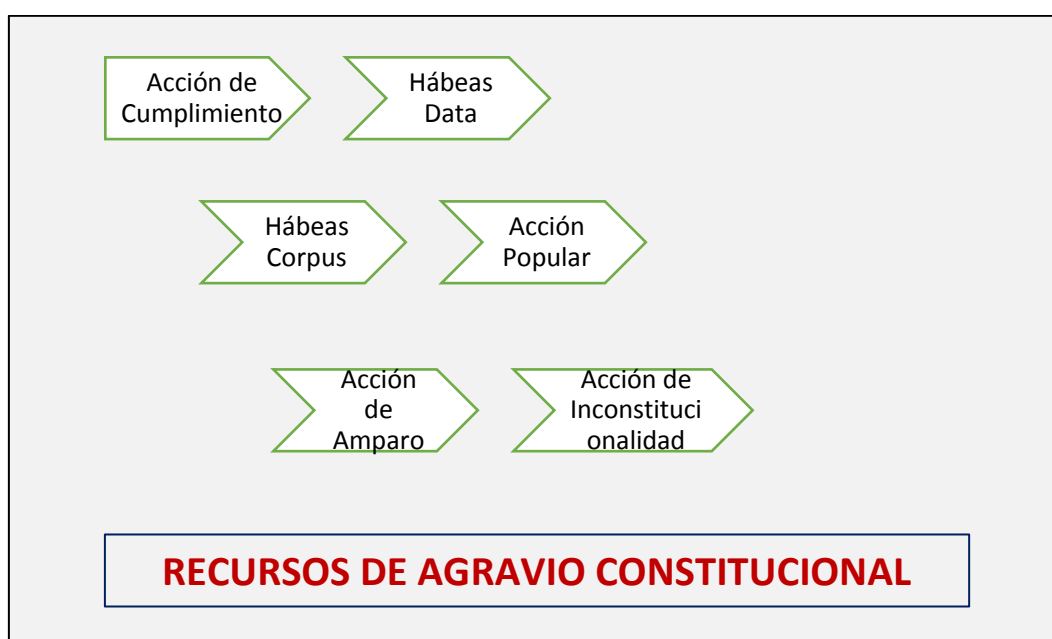 Acción de
Cumplimiento
Hábeas
Data
Hábeas
Corpus
Acción
Popular
Acción
de
Amparo
Acción de
Inconstituci
onalidad
RECURSOS DE AGRAVIO CONSTITUCIONAL